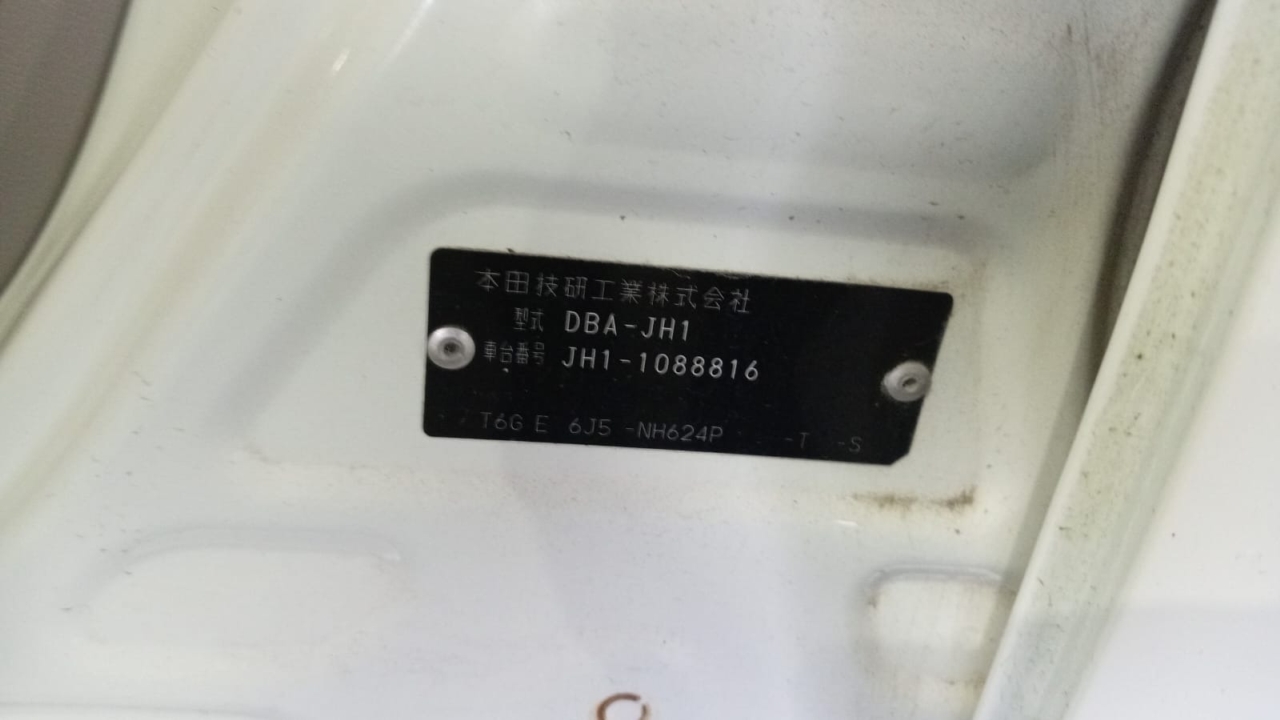 本田技研工業株式会社
型式 DBA-JH1
車台番号 JH1-1088816
T6G E 6J5 -NH624P -T -S